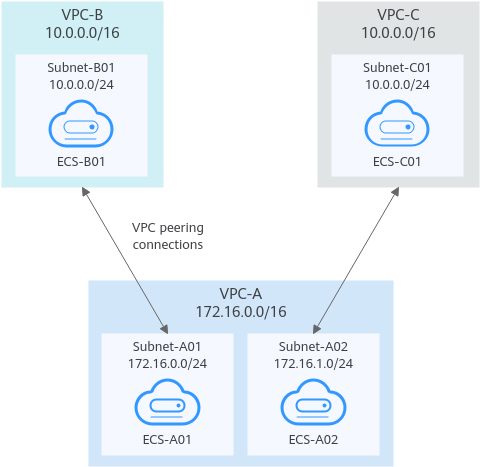 VPC-B
10.0.0.0/16
Subnet-B01
10.0.0.0/24
ECS-B01
VPC-C
10.0.0.0/16
Subnet-C01
10.0.0.0/24
ECS-C01
VPC peering
connections
VPC-A
172.16.0.0/16
Subnet-A01
172.16.0.0/24
ECS-A01
Subnet-A02
172.16.1.0/24
ECS-A02